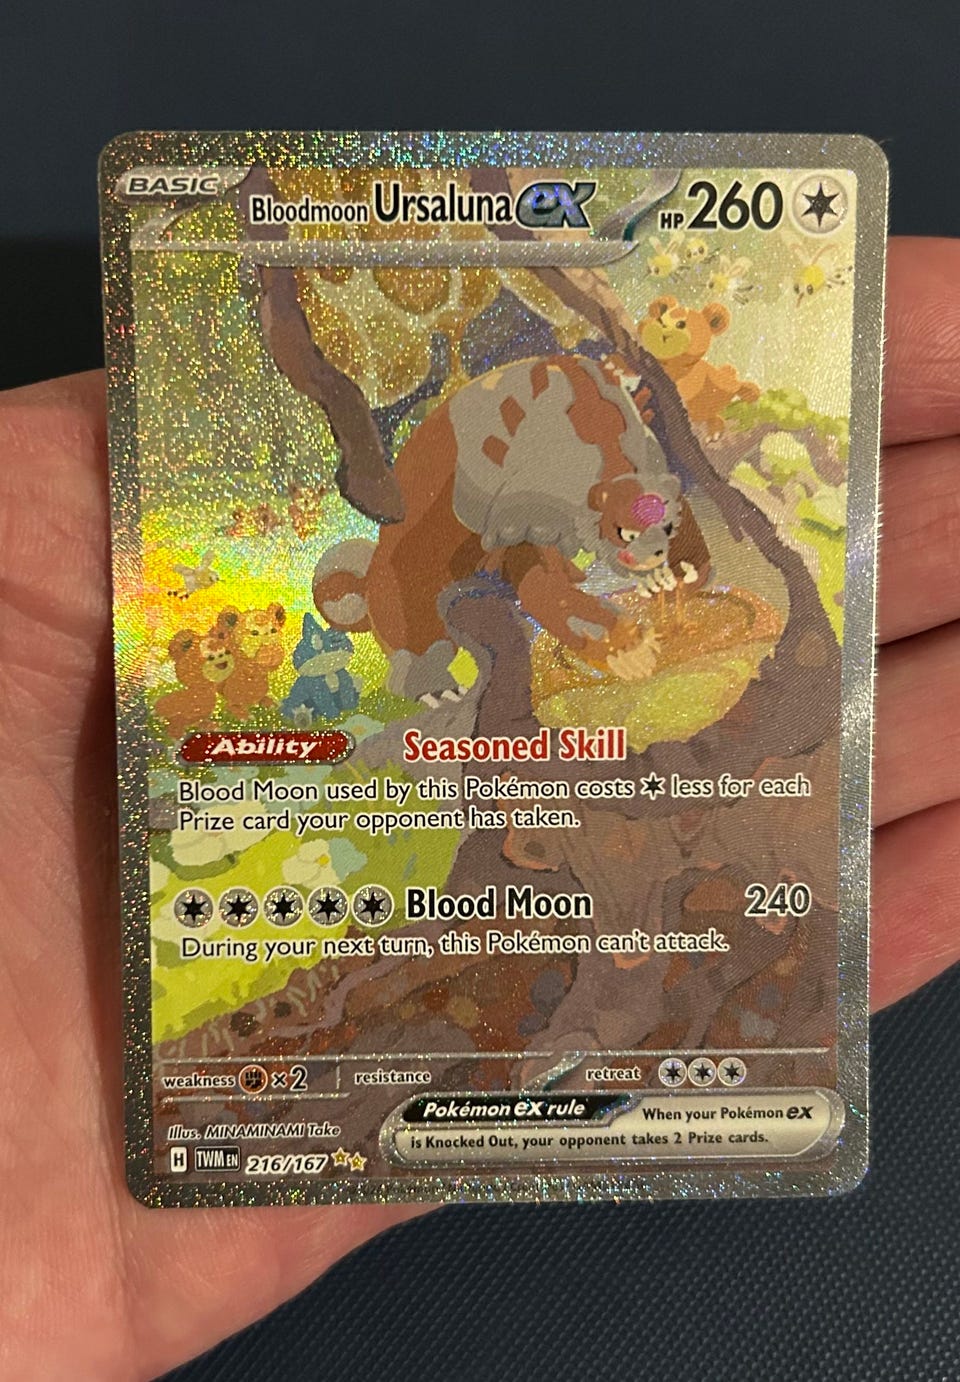 BASIC
Bloodmoon Ursaluna ex HP 260
Ability Seasoned Skill
Blood Moon used by this Pokémon costs less for each
Prize card your opponent has taken.
Blood Moon 240
During your next turn, this Pokémon can't attack.
weakness ×2 resistance retreat
Pokémon ex rule When your Pokémon ex
is Knocked Out, your opponent takes 2 Prize cards.
Illus. MINAMINAMI Take
H TWM EN 216/167